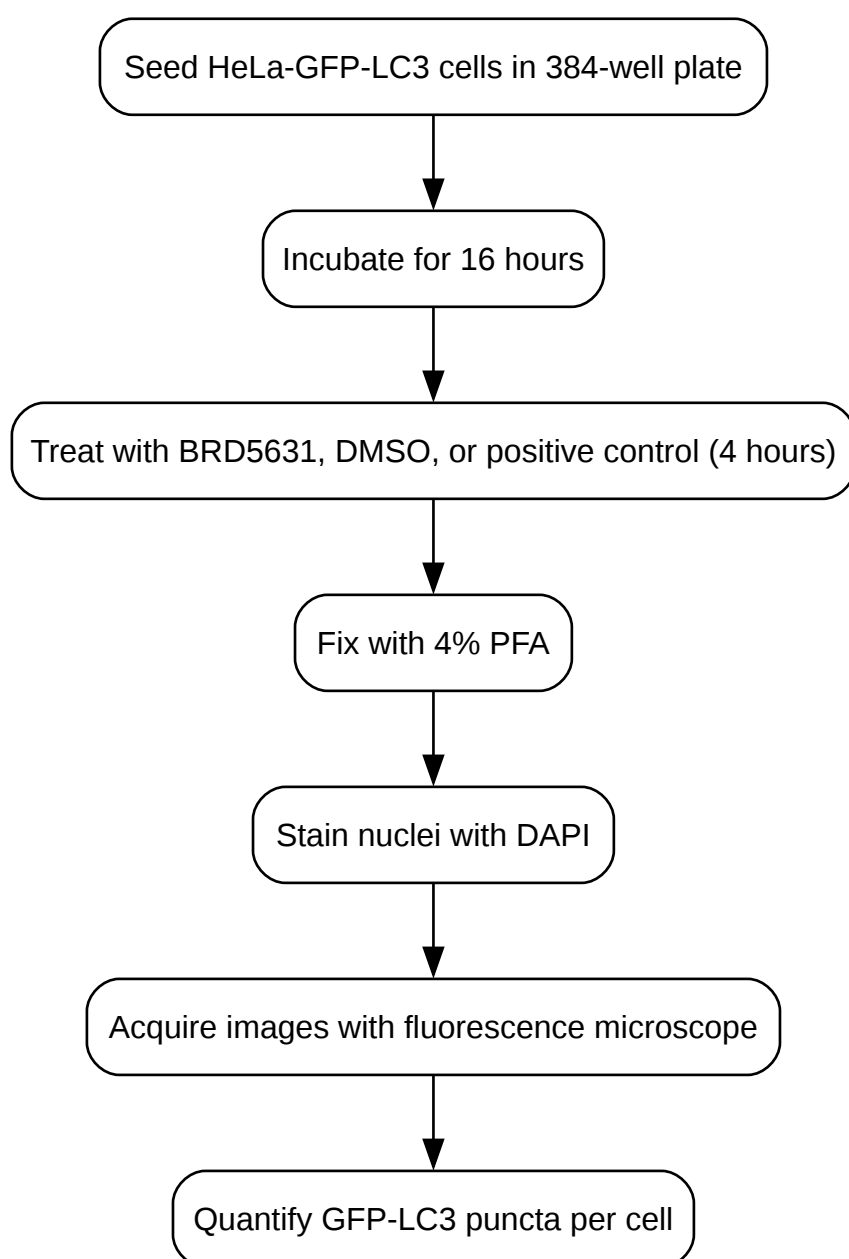 Seed HeLa-GFP-LC3 cells in 384-well plate
Incubate for 16 hours
Treat with BRD5631, DMSO, or positive control (4 hours)
Fix with 4% PFA
Stain nuclei with DAPI
Acquire images with fluorescence microscope
Quantify GFP-LC3 puncta per cell